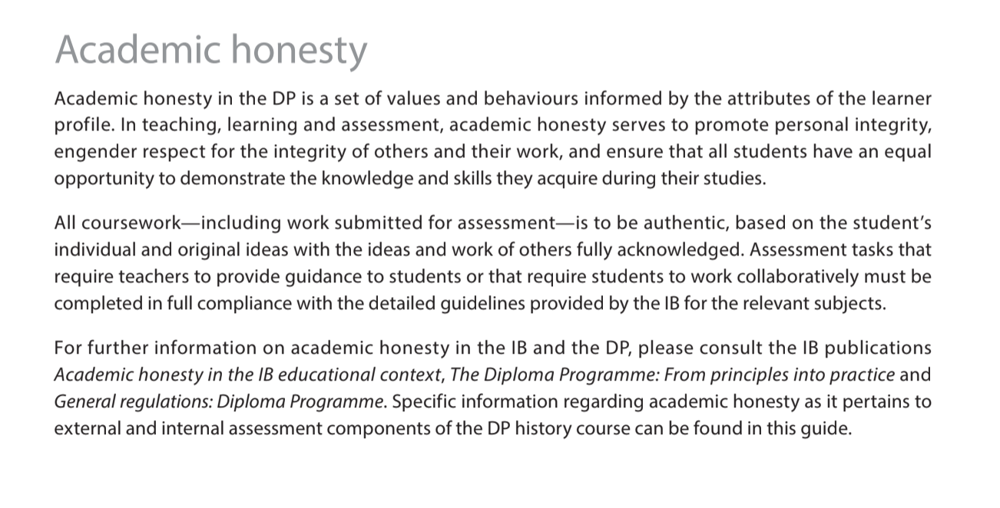 Academic honesty
Academic honesty in the DP is a set of values and behaviours informed by the attributes of the learner
profile. In teaching, learning and assessment, academic honesty serves to promote personal integrity,
engender respect for the integrity of others and their work, and ensure that all students have an equal
opportunity to demonstrate the knowledge and skills they acquire during their studies.
All coursework—including work submitted for assessment—is to be authentic, based on the student’s
individual and original ideas with the ideas and work of others fully acknowledged. Assessment tasks that
require teachers to provide guidance to students or that require students to work collaboratively must be
completed in full compliance with the detailed guidelines provided by the IB for the relevant subjects.
For further information on academic honesty in the IB and the DP, please consult the IB publications
Academic honesty in the IB educational context, The Diploma Programme: From principles into practice and
General regulations: Diploma Programme. Specific information regarding academic honesty as it pertains to
external and internal assessment components of the DP history course can be found in this guide.